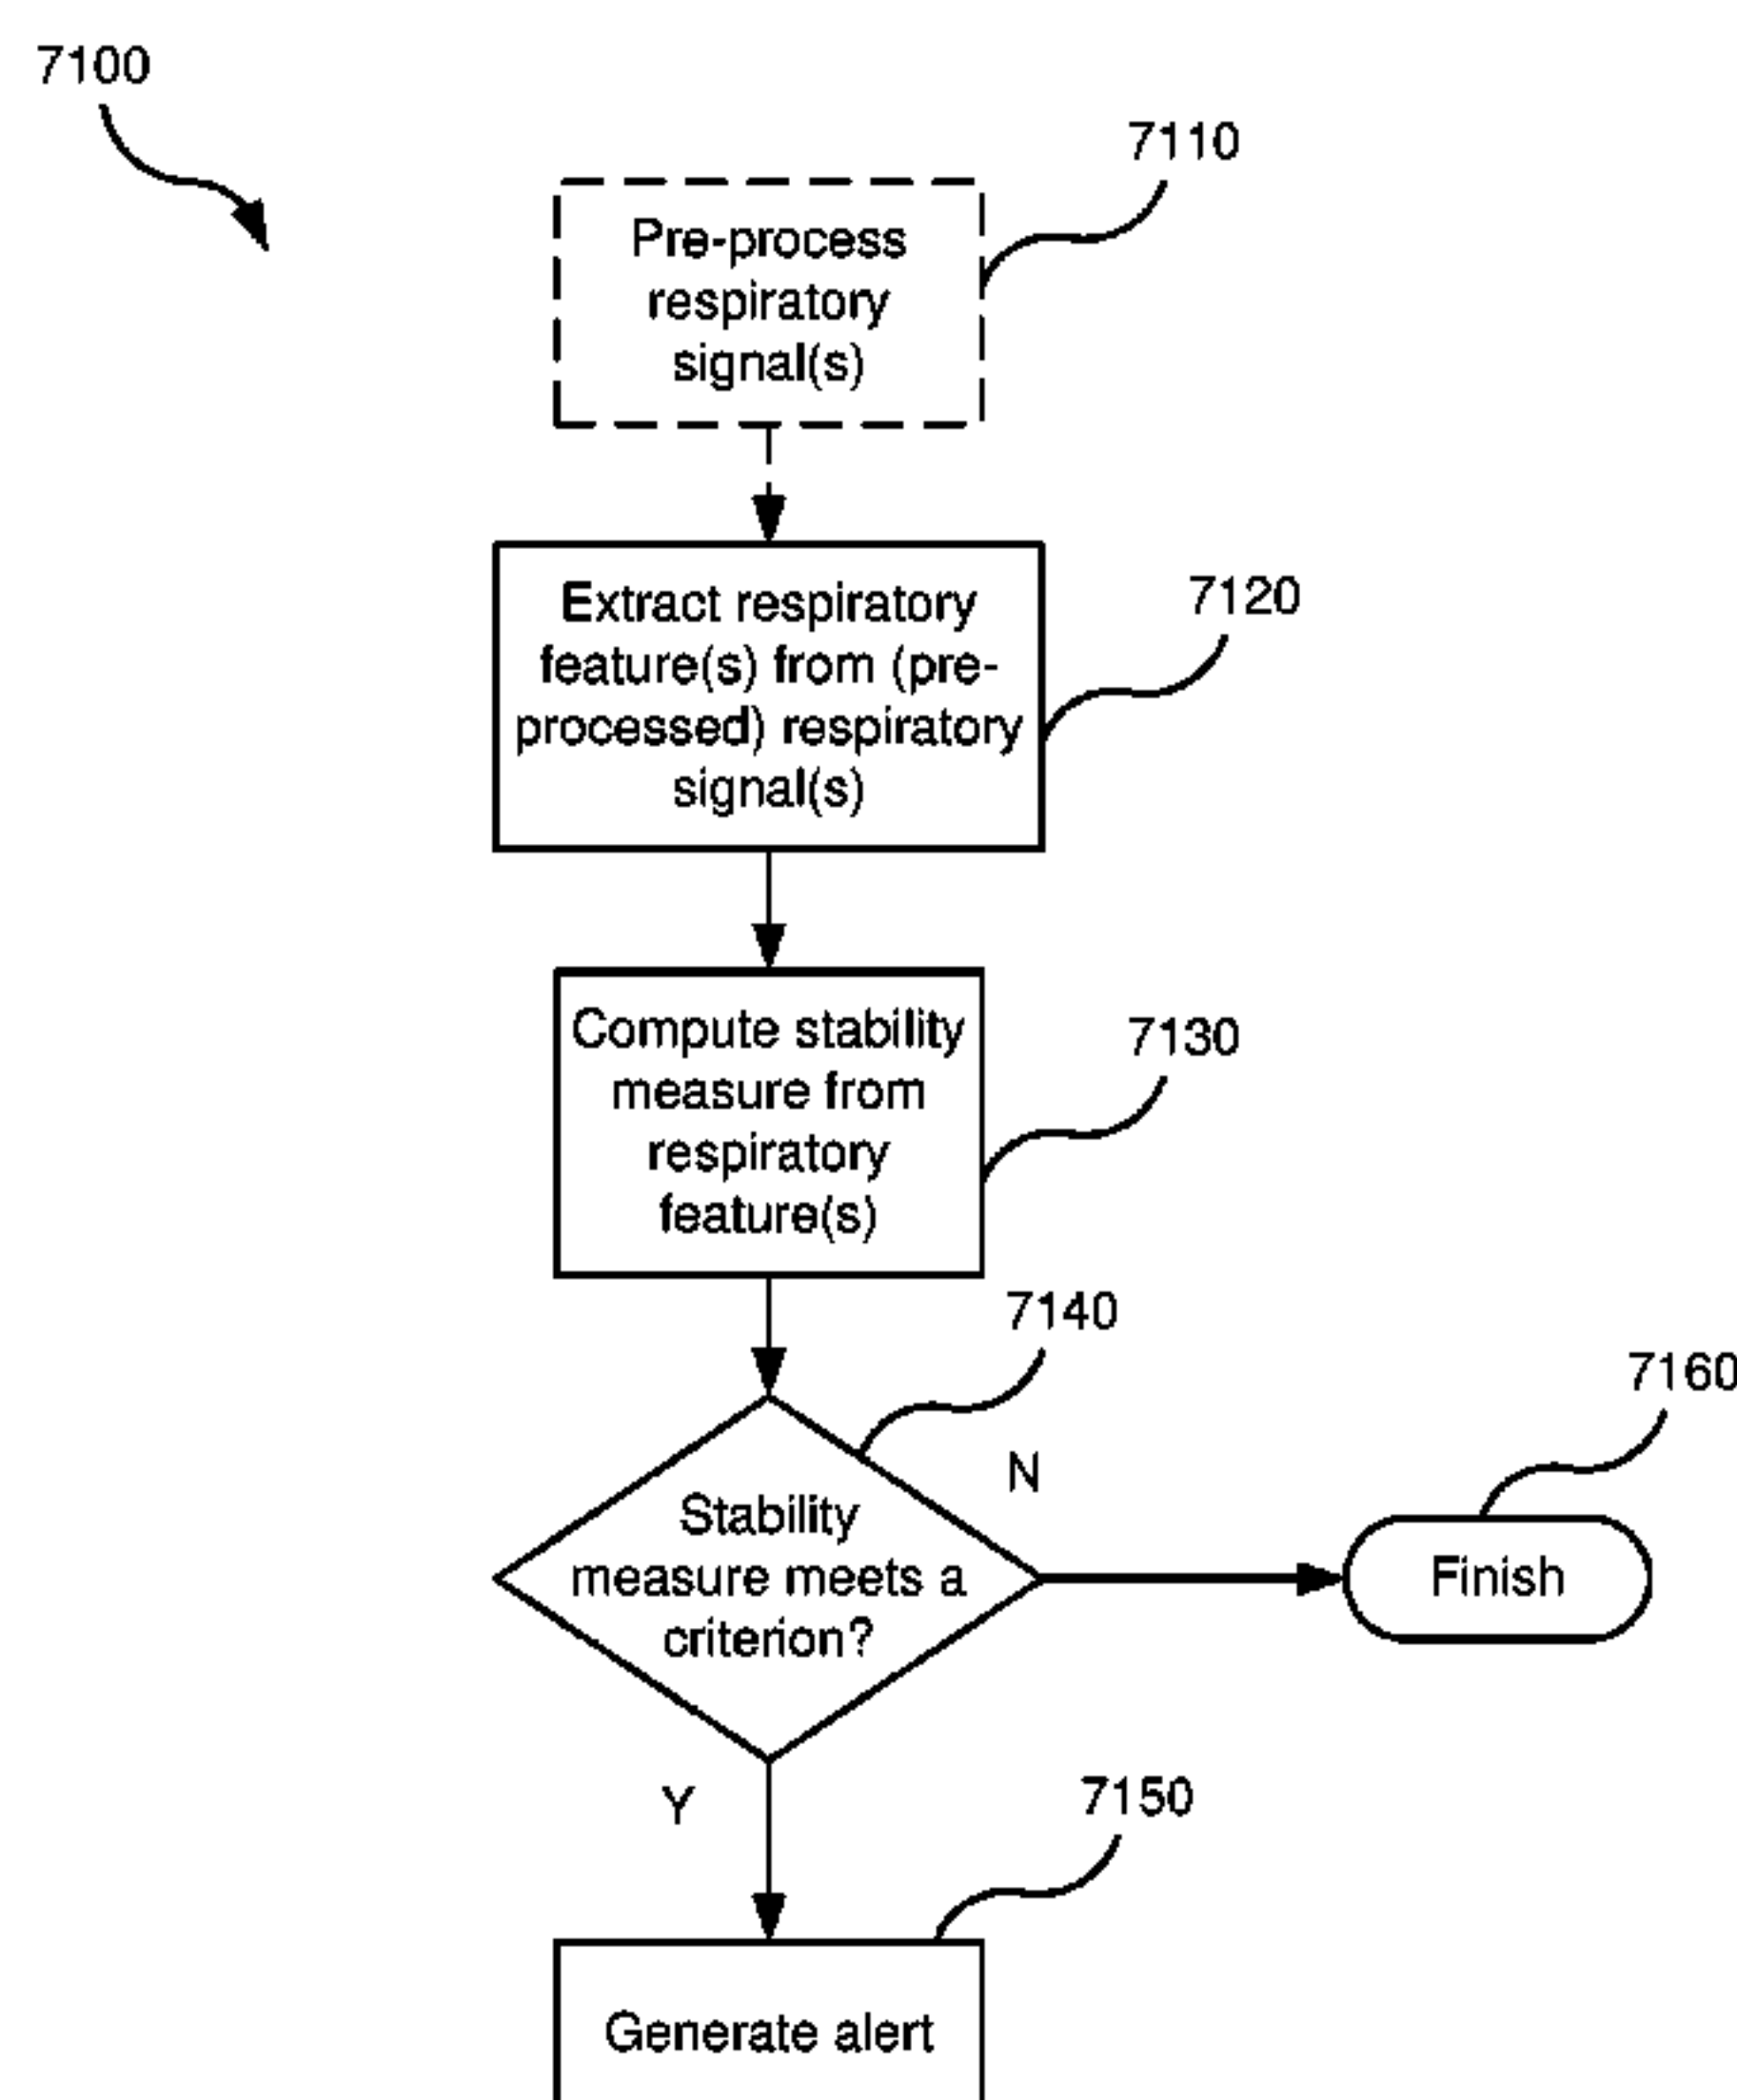 7100
7110
Pre-process
respiratory
signal(s)
7120
Extract respiratory
feature(s) from (pre-
processed) respiratory
signal(s)
7130
Compute stability
measure from
respiratory
feature(s)
7140
7160
N
Stability
measure meets a
criterion?
Finish
Y
7150
Generate alert